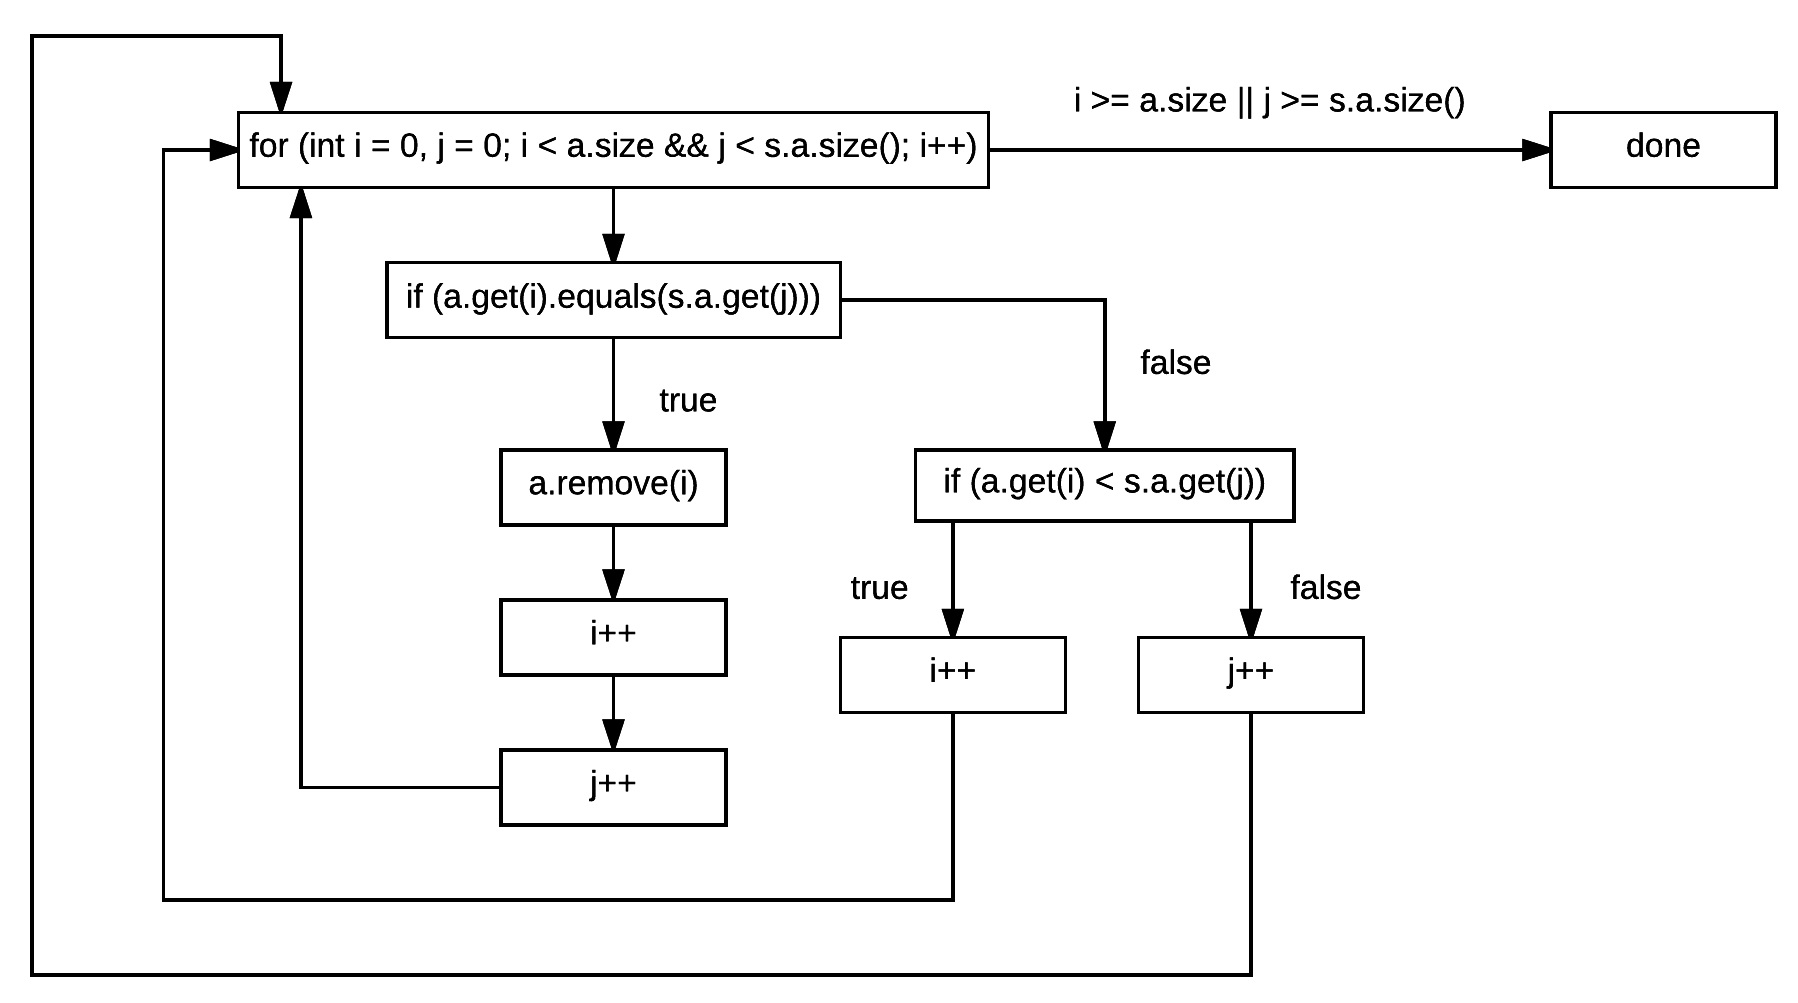 i >= a.size || j >= s.a.size()
for (int i = 0, j = 0; i < a.size && j < s.a.size(); i++)
done
if (a.get(i).equals(s.a.get(j)))
false
true
a.remove(i)
if (a.get(i) < s.a.get(j))
true
false
i++
i++
j++
j++